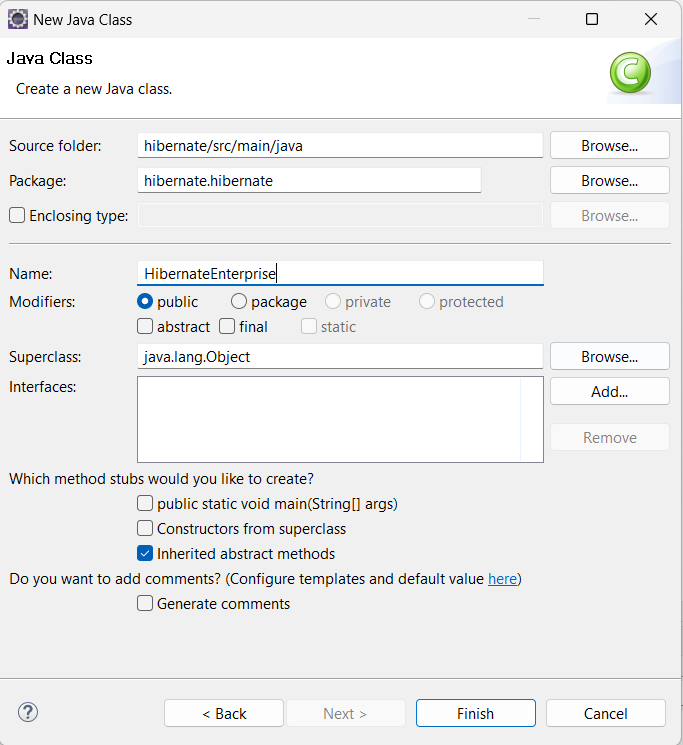 New Java Class
Java Class
Create a new Java class.
C
Source folder: hibernate/src/main/java Browse...
Package: hibernate.hibernate Browse...
Enclosing type: Browse...
Name: HibernateEnterprise
Modifiers: public package private protected
abstract final static
Superclass: java.lang.Object Browse...
Interfaces: Add...
Remove
Which method stubs would you like to create?
public static void main(String[] args)
Constructors from superclass
Inherited abstract methods
Do you want to add comments? (Configure templates and default value here)
Generate comments
? < Back Next > Finish Cancel